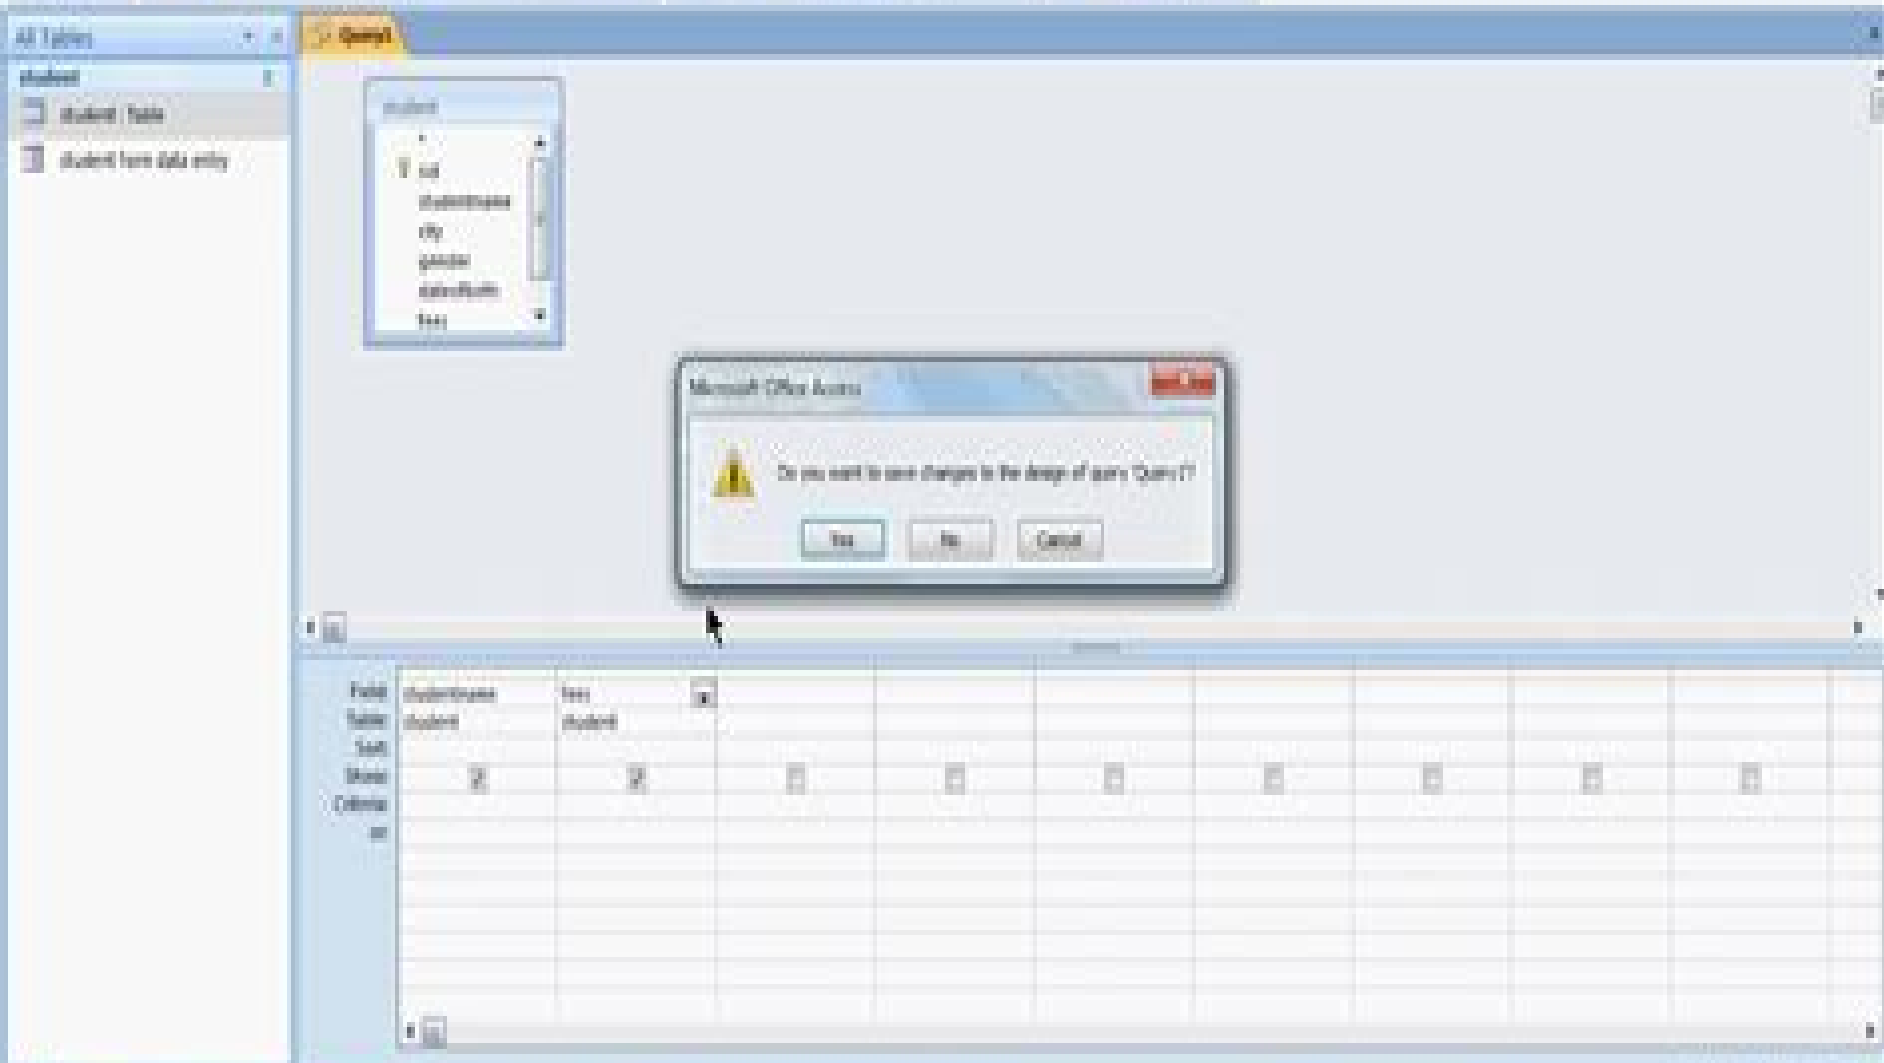 All Tables
Query1
student
student : Table
student form data entry
student
*
sid
studentname
city
gender
dateofbirth
fees
Microsoft Office Access
Do you want to save changes to the design of query 'Query1'?
Yes
No
Cancel
Field: studentname fees
Table: student student
Sort:
Show:
Criteria:
or: